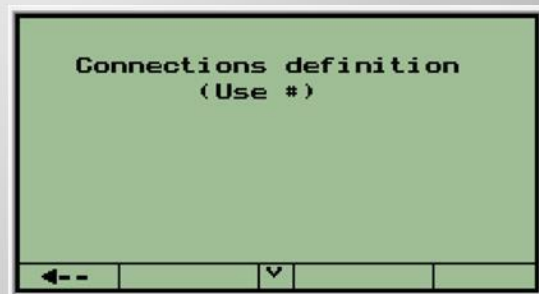 Connections definition
(Use #)
◄-- v